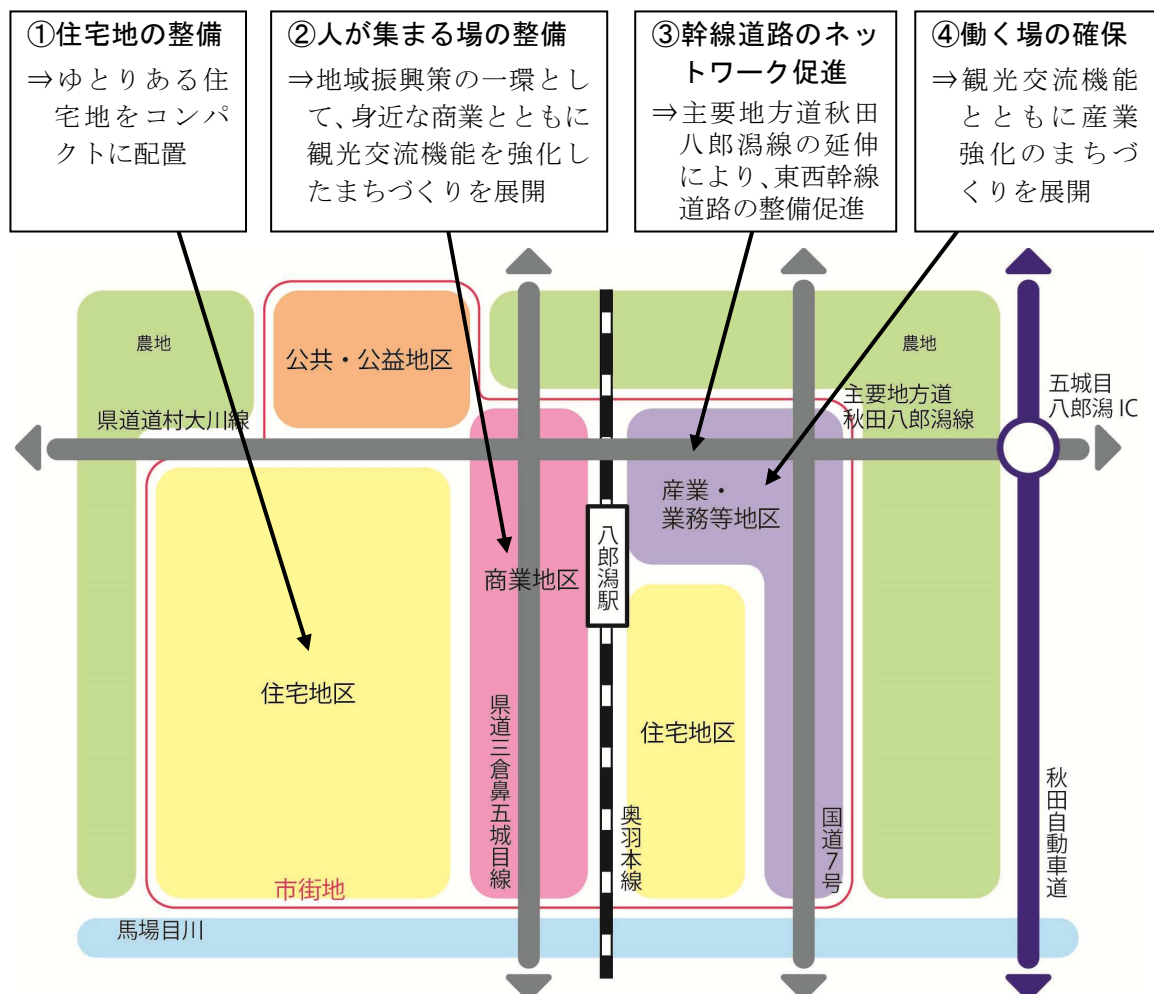 ①住宅地の整備
⇒ゆとりある住
宅地をコンパ
クトに配置
②人が集まる場の整備
⇒地域振興策の一環とし
て、身近な商業とともに
観光交流機能を強化し
たまちづくりを展開
③幹線道路のネッ
トワーク促進
⇒主要地方道秋田
八郎潟線の延伸
により、東西幹線
道路の整備促進
④働く場の確保
⇒観光交流機能
とともに産業
強化のまちづ
くりを展開
農地
公共・公益地区
農地
県道道村大川線
主要地方道
秋田八郎潟線
五城目
八郎潟IC
産業・
業務等地区
八郎潟駅
商業地区
住宅地区
住宅地区
県道三倉鼻五城目線
奥羽本線
国道7号
秋田自動車道
市街地
馬場目川